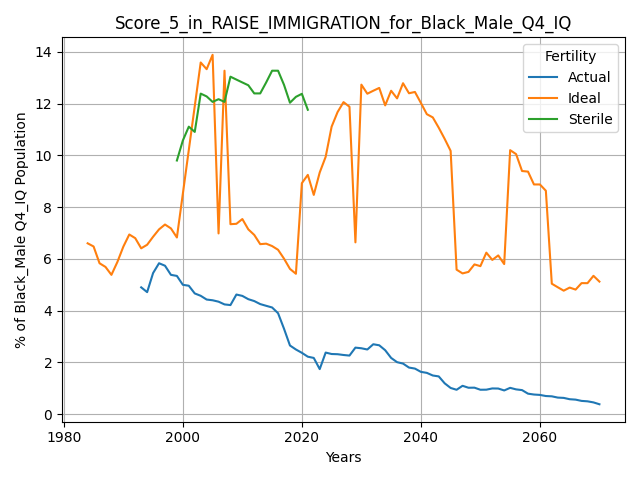 Score_5_in_RAISE_IMMIGRATION_for_Black_Male_Q4_IQ
% of Black_Male Q4_IQ Population
14
12
10
8
6
4
2
0
Fertility
Actual
Ideal
Sterile
1980
2000
2020
2040
2060
Years